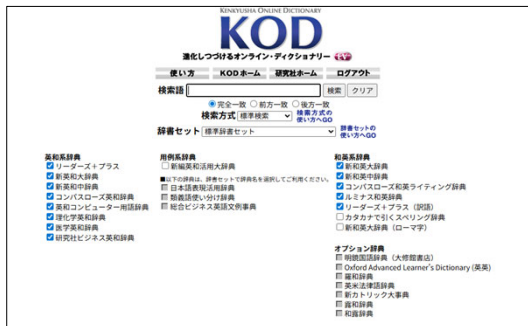 KENKYUSHA ONLINE DICTIONARY
KOD
進化しつづけるオンライン・ディクショナリー
使い方 KODホーム 研究社ホーム ログアウト
検索語 検索 クリア
完全一致 前方一致 後方一致
検索方式 標準検索 検索方式の使い方へGO
辞書セット 標準辞書セット 辞書セットの使い方へGO
英和系辞典
リーダーズ+プラス
新英和大辞典
新英和中辞典
コンパスローズ英和辞典
英和コンピューター用語辞典
理化学英和辞典
医学英和辞典
研究社ビジネス英和辞典
用例系辞典
新編英和活用大辞典
■以下の辞典は、辞書セットで辞典名を選択してご利用ください。
日本語表現活用辞典
類義語使い分け辞典
総合ビジネス英語文例事典
和英系辞典
新和英大辞典
新和英中辞典
コンパスローズ和英ライティング辞典
ルミナス和英辞典
リーダーズ+プラス(訳語)
カタカナで引くスペリング辞典
新和英大辞典(ローマ字)
オプション辞典
明鏡国語辞典(大修館書店)
Oxford Advanced Learner's Dictionary (英英)
羅和辞典
英米法律語辞典
新カトリック大事典
露和辞典
和露辞典